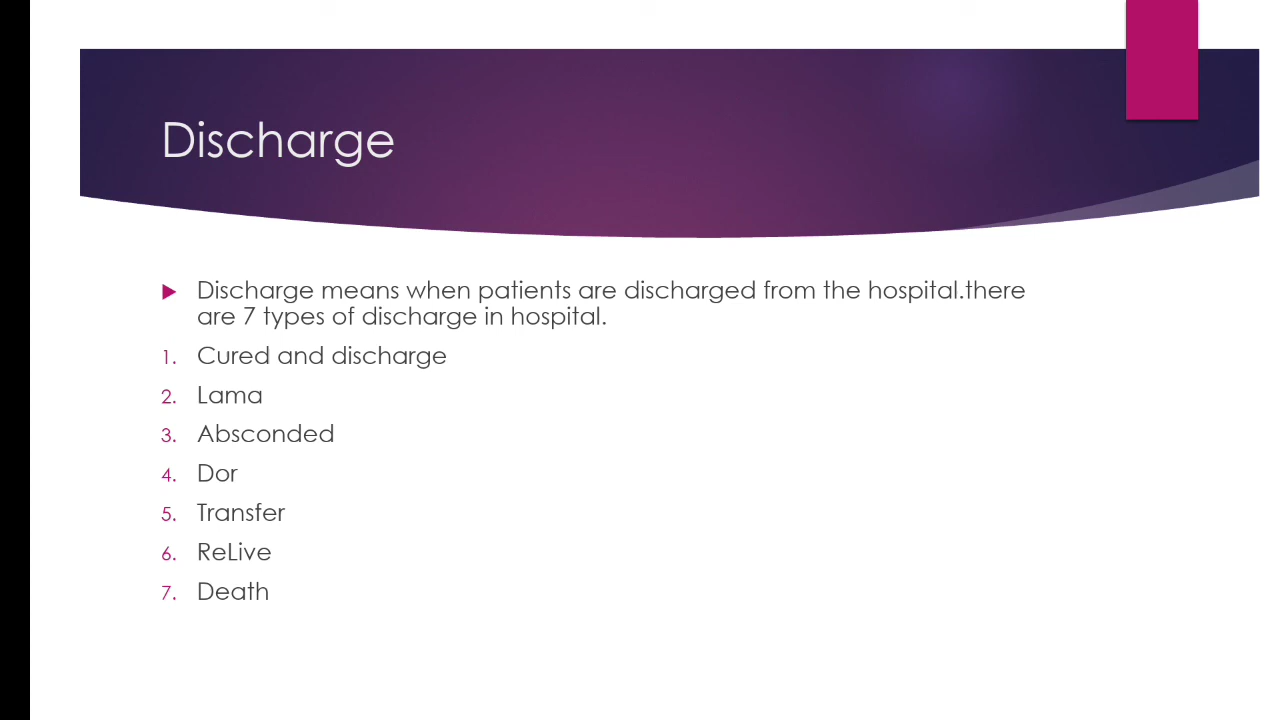 Discharge
Discharge means when patients are discharged from the hospital.there
are 7 types of discharge in hospital.
1. Cured and discharge
2. Lama
3. Absconded
4. Dor
5. Transfer
6. ReLive
7. Death